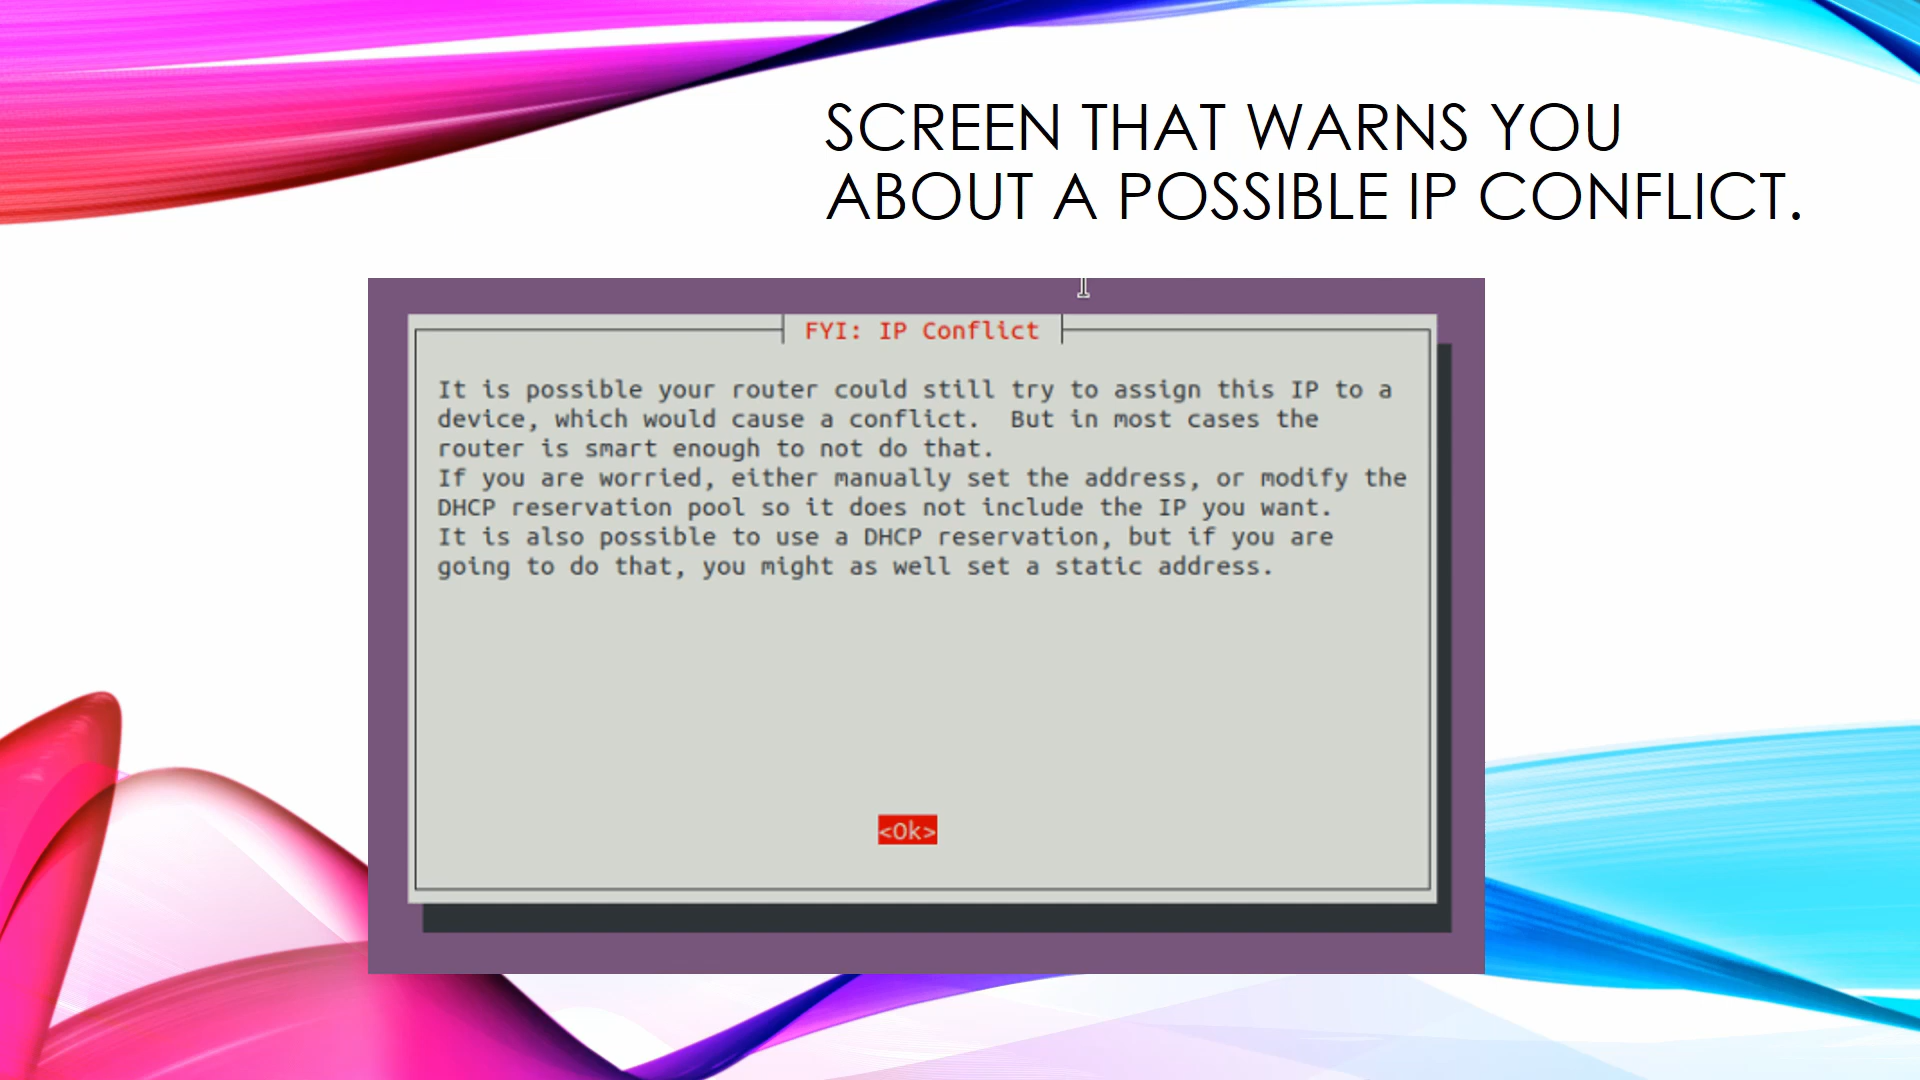 SCREEN THAT WARNS YOU
ABOUT A POSSIBLE IP CONFLICT.
FYI: IP Conflict
It is possible your router could still try to assign this IP to a
device, which would cause a conflict.  But in most cases the
router is smart enough to not do that.
If you are worried, either manually set the address, or modify the
DHCP reservation pool so it does not include the IP you want.
It is also possible to use a DHCP reservation, but if you are
going to do that, you might as well set a static address.
<Ok>